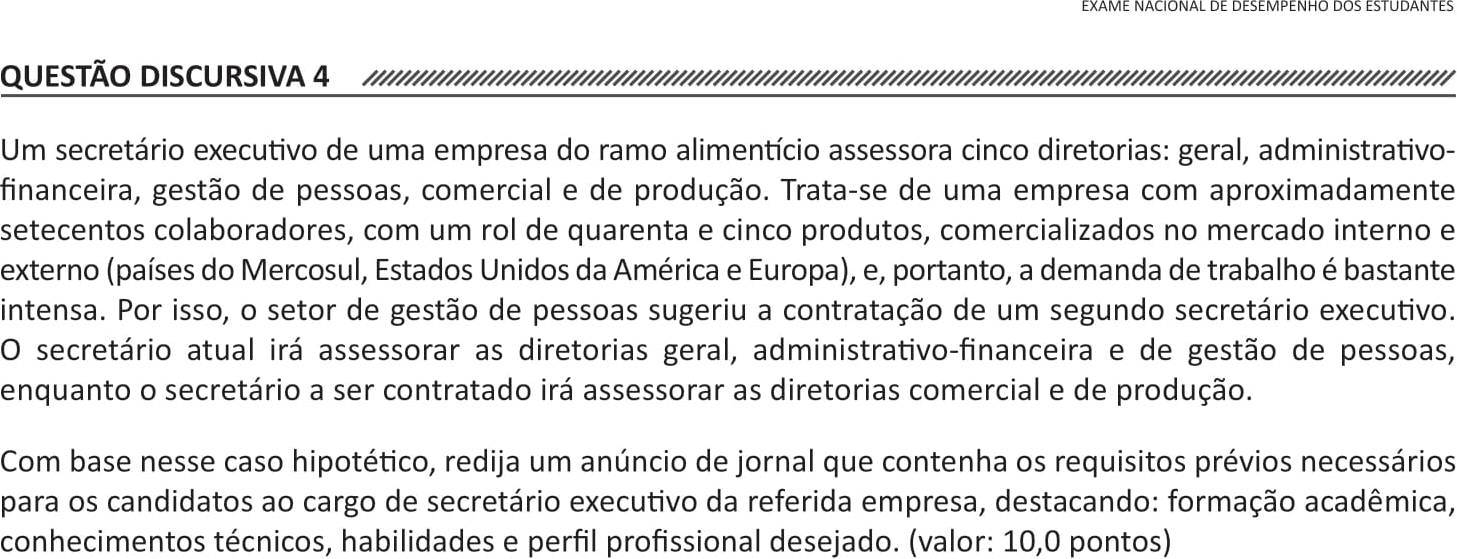 EXAME NACIONAL DE DESEMPENHO DOS ESTUDANTES
QUESTÃO DISCURSIVA 4
Um secretário executivo de uma empresa do ramo alimentício assessora cinco diretorias: geral, administrativo-
financeira, gestão de pessoas, comercial e de produção. Trata-se de uma empresa com aproximadamente
setecentos colaboradores, com um rol de quarenta e cinco produtos, comercializados no mercado interno e
externo (países do Mercosul, Estados Unidos da América e Europa), e, portanto, a demanda de trabalho é bastante
intensa. Por isso, o setor de gestão de pessoas sugeriu a contratação de um segundo secretário executivo.
O secretário atual irá assessorar as diretorias geral, administrativo-financeira e de gestão de pessoas,
enquanto o secretário a ser contratado irá assessorar as diretorias comercial e de produção.
Com base nesse caso hipotético, redija um anúncio de jornal que contenha os requisitos prévios necessários
para os candidatos ao cargo de secretário executivo da referida empresa, destacando: formação acadêmica,
conhecimentos técnicos, habilidades e perfil profissional desejado. (valor: 10,0 pontos)